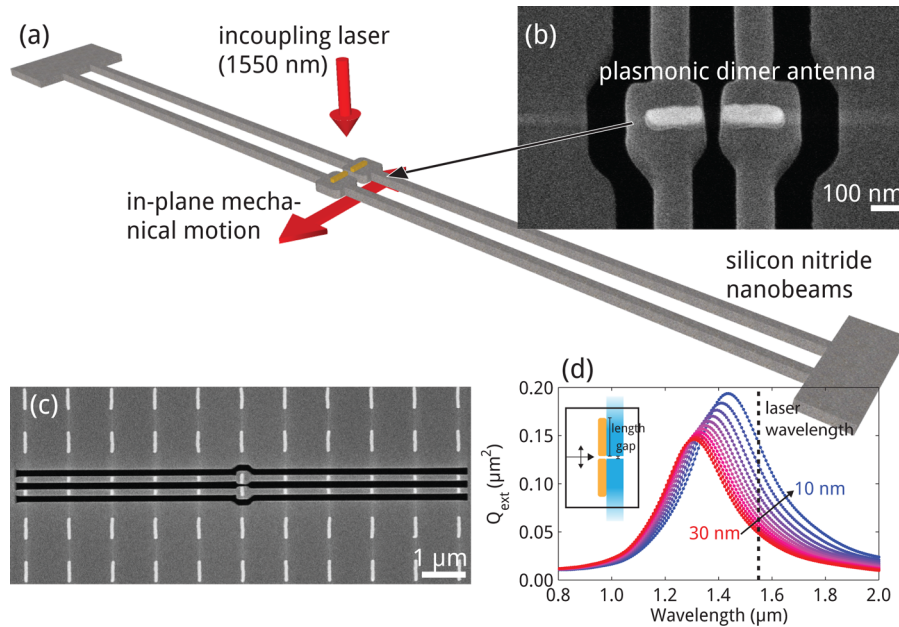 (a)
incoupling laser
(1550 nm)
in-plane mecha-
nical motion
(b)
plasmonic dimer antenna
100 nm
silicon nitride
nanobeams
(c)
1 μm
(d)
0.20
0.15
0.10
0.05
0.00
Qext (μm²)
length
gap
laser
wavelength
10 nm
30 nm
0.8 1.0 1.2 1.4 1.6 1.8 2.0
Wavelength (μm)